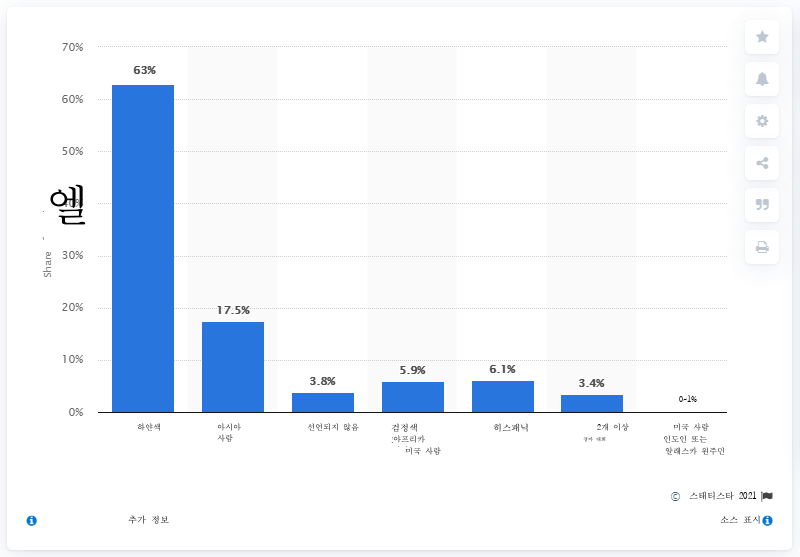 70%
63%
60%
50%
엘
30%
Share
20%
17.5%
10%
3.8%
5.9%
6.1%
3.4%
0-1%
0%
하얀색
아시아
사람
선언되지 않음
검정색
아프리카
미국 사람
히스패닉
2개 이상
미국 사람
인도인 또는
알래스카 원주민
© 스태티스타 2021
추가 정보
소스 표시